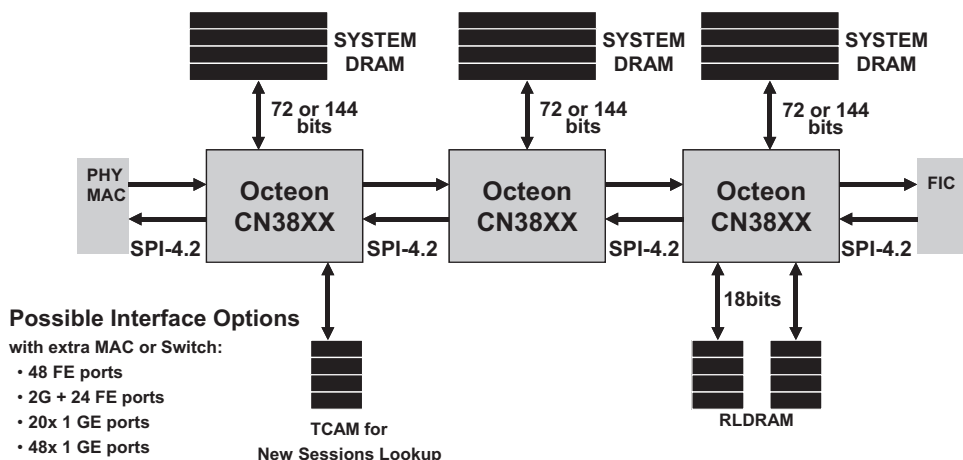 SYSTEM
DRAM
SYSTEM
DRAM
SYSTEM
DRAM
72 or 144
bits
72 or 144
bits
72 or 144
bits
PHY
MAC
Octeon
CN38XX
Octeon
CN38XX
Octeon
CN38XX
FIC
SPI-4.2
SPI-4.2
SPI-4.2
SPI-4.2
18bits
Possible Interface Options
with extra MAC or Switch:
• 48 FE ports
• 2G + 24 FE ports
• 20x 1 GE ports
• 48x 1 GE ports
TCAM for
New Sessions Lookup
RLDRAM